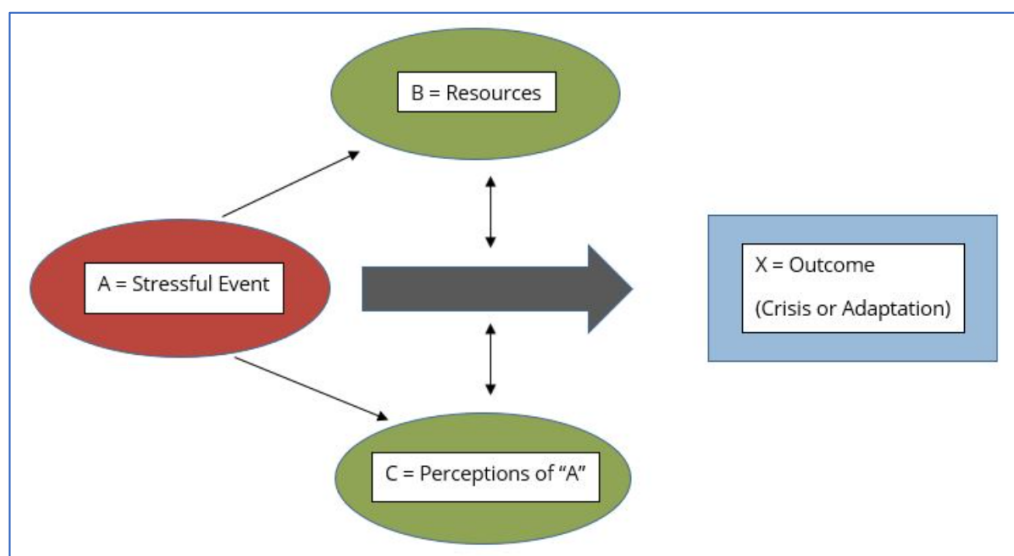 B = Resources
A = Stressful Event
X = Outcome
(Crisis or Adaptation)
C = Perceptions of “A”